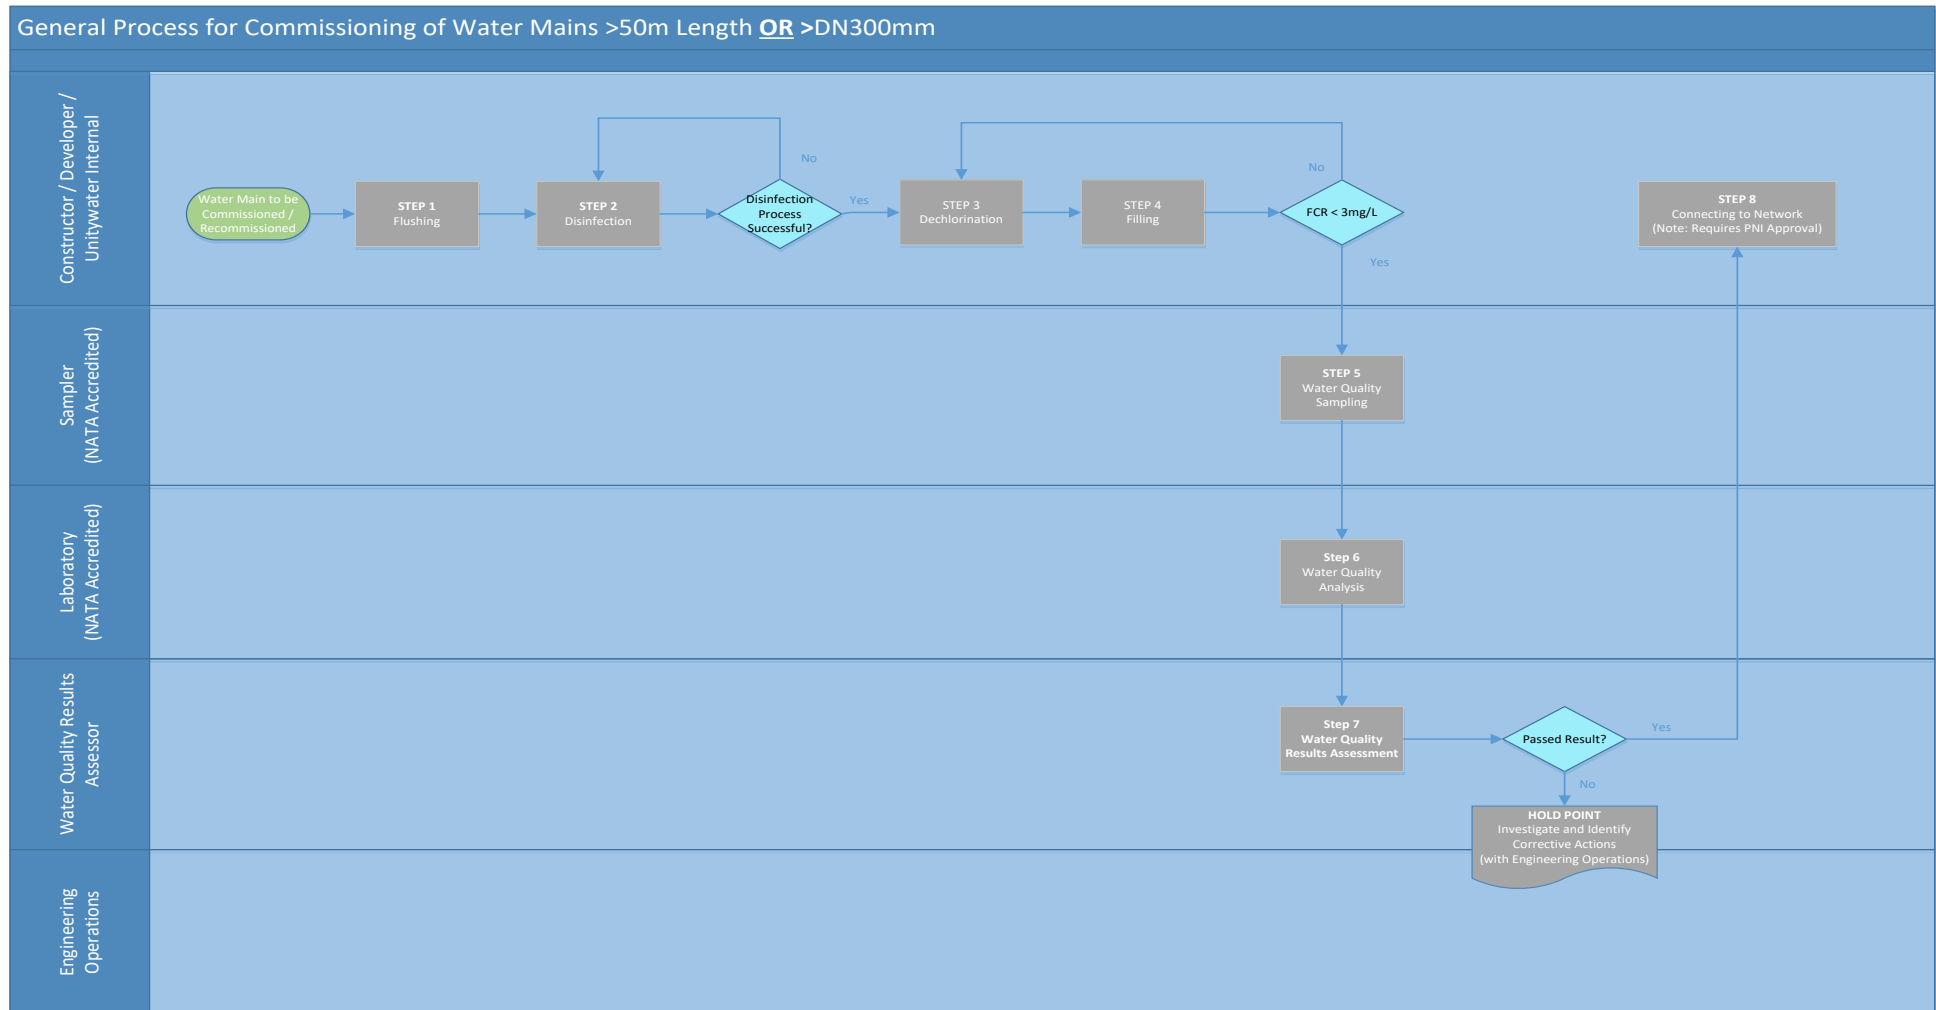 General Process for Commissioning of Water Mains >50m Length OR >DN300mm
Constructor / Developer /
Unitywater Internal
Water Main to be
Commissioned /
Recommissioned
STEP 1
Flushing
STEP 2
Disinfection
Disinfection
Process
Successful?
No
Yes
STEP 3
Dechlorination
STEP 4
Filling
FCR < 3mg/L
No
Yes
STEP 8
Connecting to Network
(Note: Requires PNI Approval)
Sampler
(NATA Accredited)
STEP 5
Water Quality
Sampling
Laboratory
(NATA Accredited)
Step 6
Water Quality
Analysis
Water Quality Results
Assessor
Step 7
Water Quality
Results Assessment
Passed Result?
Yes
No
HOLD POINT
Investigate and Identify
Corrective Actions
(with Engineering Operations)
Engineering
Operations